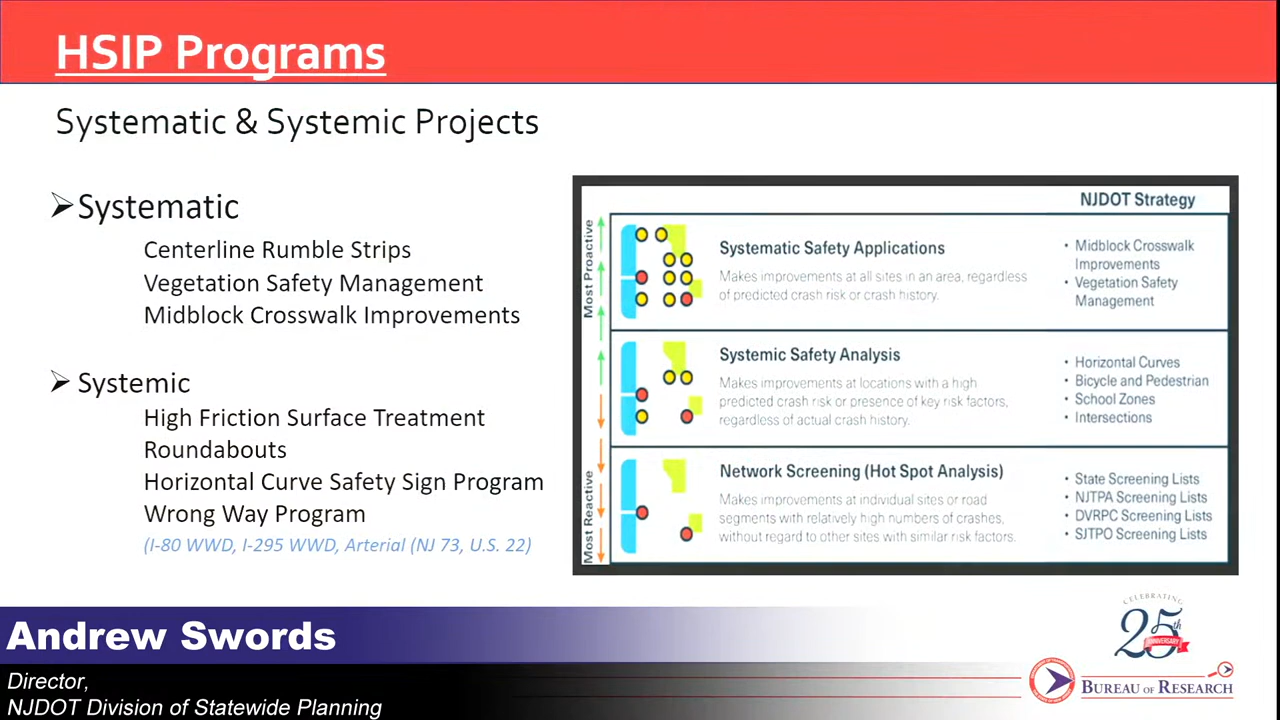 HSIP Programs
Systematic & Systemic Projects
➢Systematic
Centerline Rumble Strips
Vegetation Safety Management
Midblock Crosswalk Improvements
➢ Systemic
High Friction Surface Treatment
Roundabouts
Horizontal Curve Safety Sign Program
Wrong Way Program
(I-80 WWD, I-295 WWD, Arterial (NJ 73, U.S. 22)
NJDOT Strategy
Most Proactive
Systematic Safety Applications
Makes improvements at all sites in an area, regardless
of predicted crash risk or crash history.
• Midblock Crosswalk
Improvements
• Vegetation Safety
Management
Systemic Safety Analysis
Makes improvements at locations with a high
predicted crash risk or presence of key risk factors,
regardless of actual crash history.
• Horizontal Curves
• Bicycle and Pedestrian
• School Zones
• Intersections
Most Reactive
Network Screening (Hot Spot Analysis)
Makes improvements at individual sites or road
segments with relatively high numbers of crashes,
without regard to other sites with similar risk factors.
• State Screening Lists
• NJTPA Screening Lists
• DVRPC Screening Lists
• SJTPO Screening Lists
Andrew Swords
Director,
NJDOT Division of Statewide Planning
CELEBRATING
25th
ANNIVERSARY
BUREAU OF RESEARCH